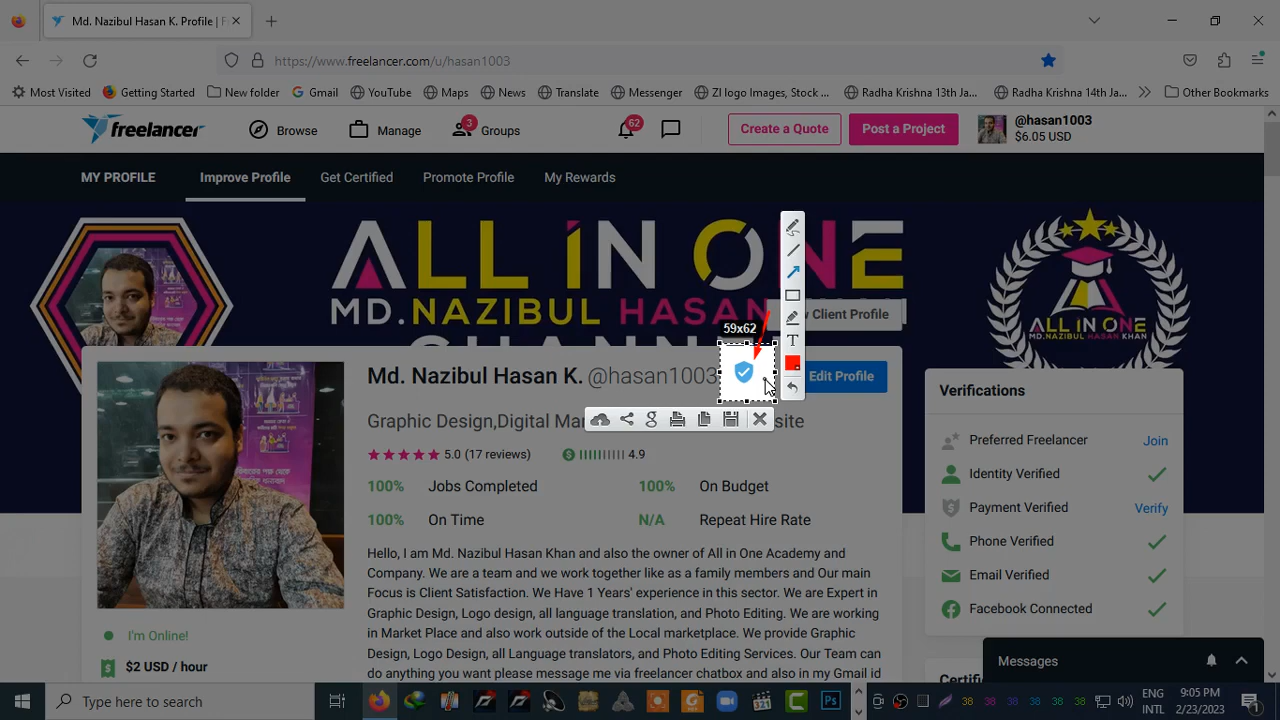 Md. Nazibul Hasan K. Profile | F
https://www.freelancer.com/u/hasan1003
Most Visited Getting Started New folder Gmail YouTube Maps News Translate Messenger ZI logo Images, Stock ... Radha Krishna 13th Ja... Radha Krishna 14th Ja... Other Bookmarks
freelancer Browse Manage 3 Groups 62 Create a Quote Post a Project @hasan1003
$6.05 USD
MY PROFILE Improve Profile Get Certified Promote Profile My Rewards
ALL IN ONE
MD.NAZIBUL HASAN
Client Profile
ALL IN ONE
MD.NAZIBUL HASAN KHAN
59x62
T
Md. Nazibul Hasan K. @hasan1003 Edit Profile
Graphic Design,Digital
5.0 (17 reviews) 4.9
100% Jobs Completed 100% On Budget
100% On Time N/A Repeat Hire Rate
Hello, I am Md. Nazibul Hasan Khan and also the owner of All in One Academy and
Company. We are a team and we work together like as a family members and Our main
Focus is Client Satisfaction. We Have 1 Years' experience in this sector. We are Expert in
Graphic Design, Logo design, all language translation, and Photo Editing. We are working
in Market Place and also work outside of the Local marketplace. We provide Graphic
Design, Logo Design, all Language translators, and Photo Editing Services. Our Team can
do anything you want please message me via freelancer chatbox and also in my Gmail id
I'm Online!
$2 USD / hour
Verifications
Preferred Freelancer Join
Identity Verified
Payment Verified Verify
Phone Verified
Email Verified
Facebook Connected
Messages
Type here to search
321
Ps
38 38 38 38 38
ENG
INTL
9:05 PM
2/23/2023
1